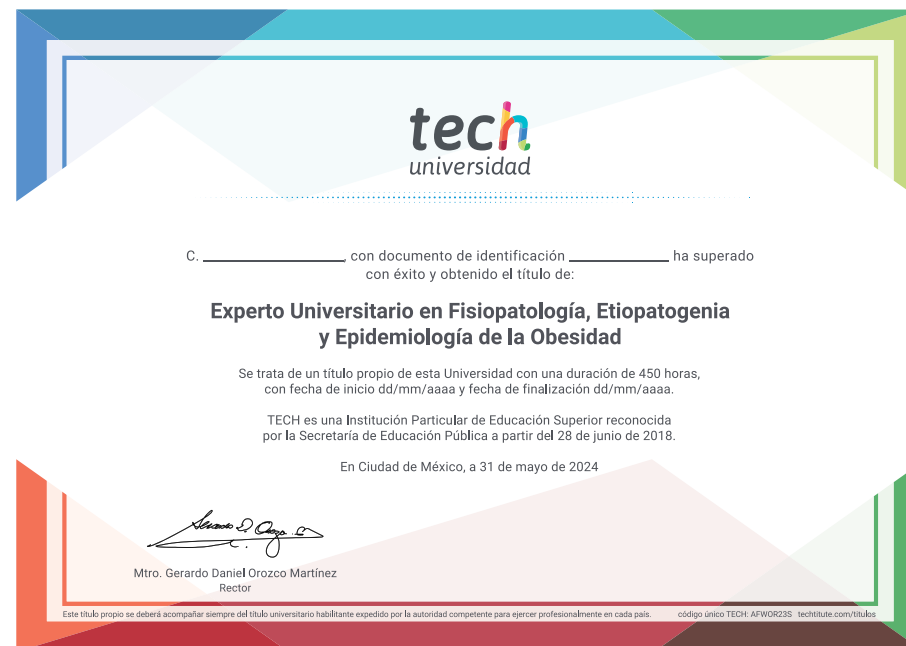 tech
universidad
C. ____________, con documento de identificación ____________ ha superado
con éxito y obtenido el título de:
Experto Universitario en Fisiopatología, Etiopatogenia
y Epidemiología de la Obesidad
Se trata de un título propio de esta Universidad con una duración de 450 horas,
con fecha de inicio dd/mm/aaaa y fecha de finalización dd/mm/aaaa.
TECH es una Institución Particular de Educación Superior reconocida
por la Secretaría de Educación Pública a partir del 28 de junio de 2018.
En Ciudad de México, a 31 de mayo de 2024
Mtro. Gerardo Daniel Orozco Martínez
Rector
Este título propio se deberá acompañar siempre del título universitario habilitante expedido por la autoridad competente para ejercer profesionalmente en cada país. código único TECH: AFWOR23S techtitute.com/titulos